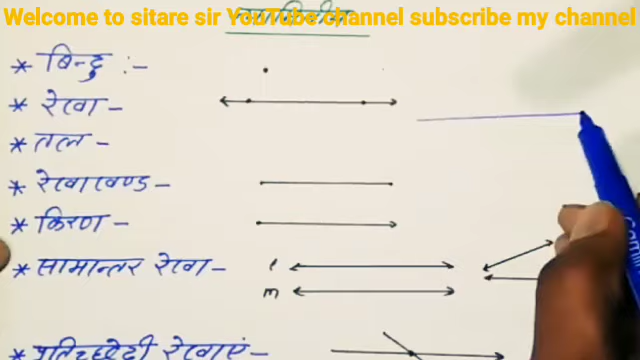 Welcome to sitare sir YouTube channel subscribe my channel
* बिन्दु :-
* रेखा -
* तल -
* रेखाखण्ड -
* किरण -
* सामान्तर रेखा - l
m
* प्रतिच्छेदी रेखाएं -